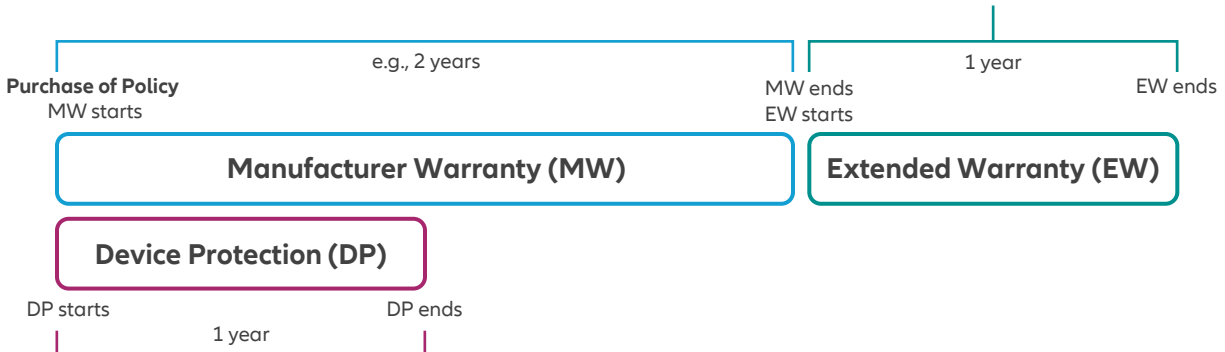 e.g., 2 years
1 year
Purchase of Policy
MW starts
MW ends
EW starts
EW ends
Manufacturer Warranty (MW)
Extended Warranty (EW)
Device Protection (DP)
DP starts
DP ends
1 year